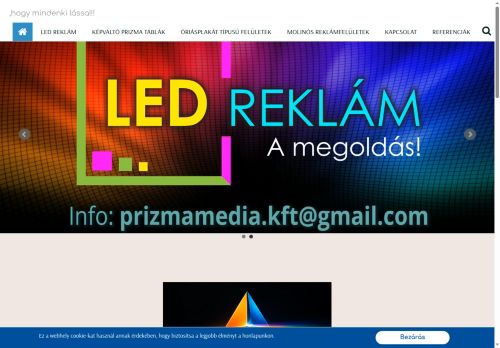 ,hogy mindenki lássa!!!
LED REKLÁM KÉPVÁLTÓ PRIZMA TÁBLÁK ÓRIÁSPLAKÁT TÍPUSÚ FELÜLETEK MOLINÓS REKLÁMFELÜLETEK KAPCSOLAT REFERENCIÁK
LED REKLÁM
A megoldás!
Info: prizmamedia.kft@gmail.com
Ez a webhely cookie-kat használ annak érdekében, hogy biztosítsa a legjobb élményt a honlapunkon.
Bezárás